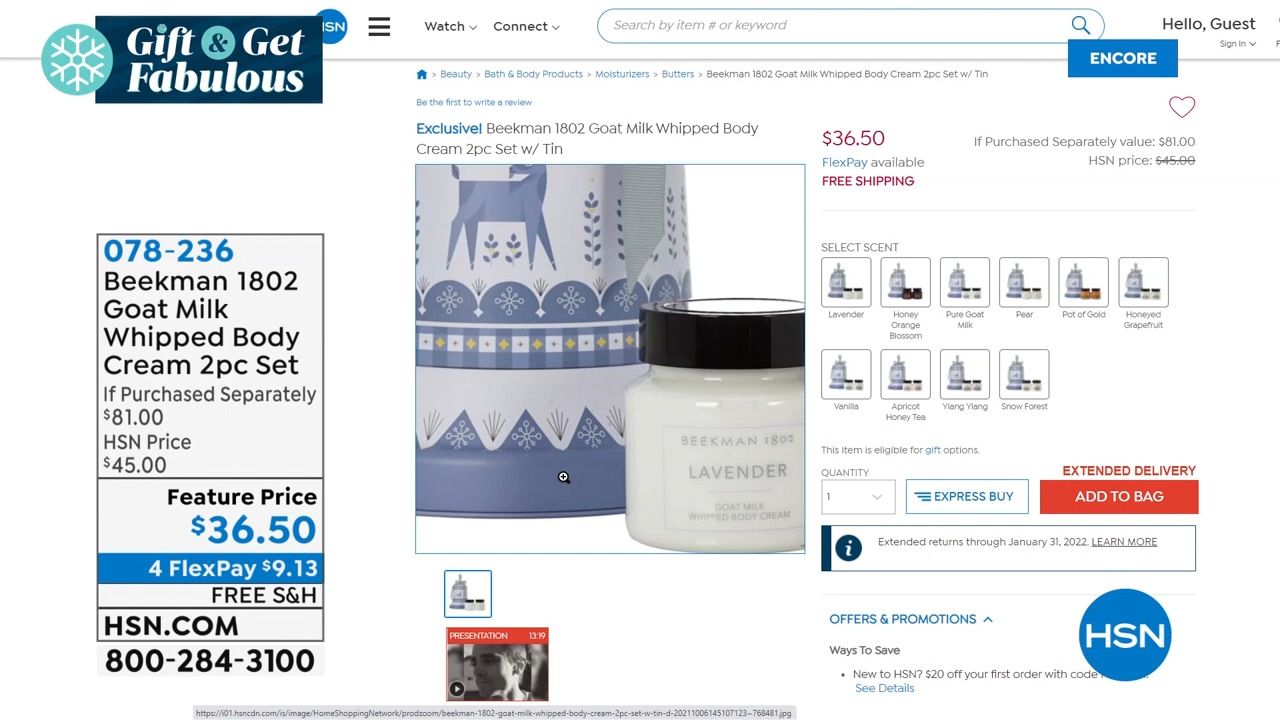 Gift & Get
Fabulous
HSN
Watch
Connect
Search by item # or keyword
Hello, Guest
Sign In
ENCORE
> Beauty > Bath & Body Products > Moisturizers > Butters > Beekman 1802 Goat Milk Whipped Body Cream 2pc Set w/ Tin
Be the first to write a review
Exclusive! Beekman 1802 Goat Milk Whipped Body
Cream 2pc Set w/ Tin
BEEKMAN 1802
LAVENDER
GOAT MILK
WHIPPED BODY CREAM
PRESENTATION 13:19
$36.50
If Purchased Separately value: $81.00
HSN price: $45.00
FlexPay available
FREE SHIPPING
SELECT SCENT
Lavender
Honey
Orange
Blossom
Pure Goat
Milk
Pear
Pot of Gold
Honeyed
Grapefruit
Vanilla
Apricot
Honey Tea
Ylang Ylang
Snow Forest
This item is eligible for gift options.
QUANTITY
1
EXPRESS BUY
EXTENDED DELIVERY
ADD TO BAG
Extended returns through January 31, 2022. LEARN MORE
OFFERS & PROMOTIONS
Ways To Save
New to HSN? $20 off your first order with code
See Details
HSN
078-236
Beekman 1802
Goat Milk
Whipped Body
Cream 2pc Set
If Purchased Separately
$81.00
HSN Price
$45.00
Feature Price
$36.50
4 FlexPay $9.13
FREE S&H
HSN.COM
800-284-3100
https://i01.hsncdn.com/is/image/HomeShoppingNetwork/prodzoom/beekman-1802-goat-milk-whipped-body-cream-2pc-set-w-tin-d-20211006145107123~768481.jpg